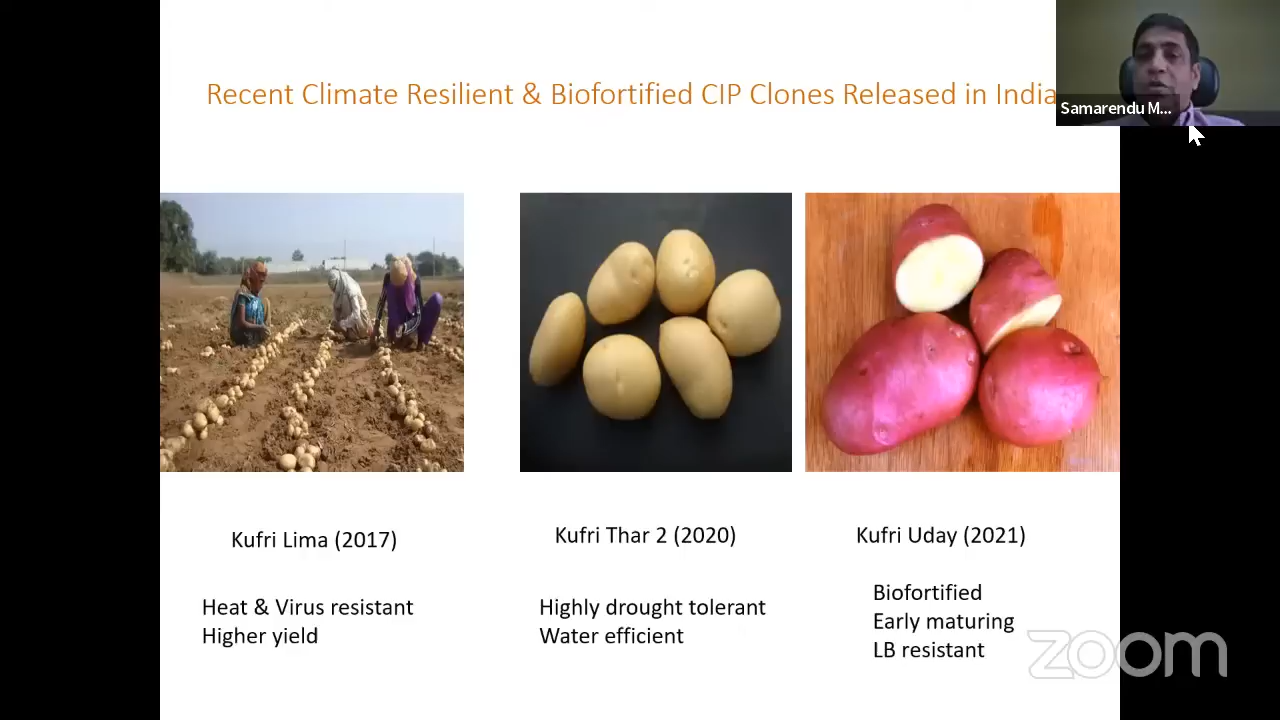 Recent Climate Resilient & Biofortified CIP Clones Released in India
Samarendu M...
Kufri Lima (2017)
Kufri Thar 2 (2020)
Kufri Uday (2021)
Heat & Virus resistant
Higher yield
Highly drought tolerant
Water efficient
Biofortified
Early maturing
LB resistant
zoom